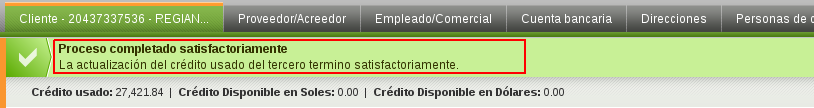 Cliente - 20437337536 - REGIAN... Proveedor/Acreedor Empleado/Comercial Cuenta bancaria Direcciones Personas de
Proceso completado satisfactoriamente
La actualización del crédito usado del tercero termino satisfactoriamente.
Crédito usado: 27,421.84 | Crédito Disponible en Soles: 0.00 | Crédito Disponible en Dólares: 0.00